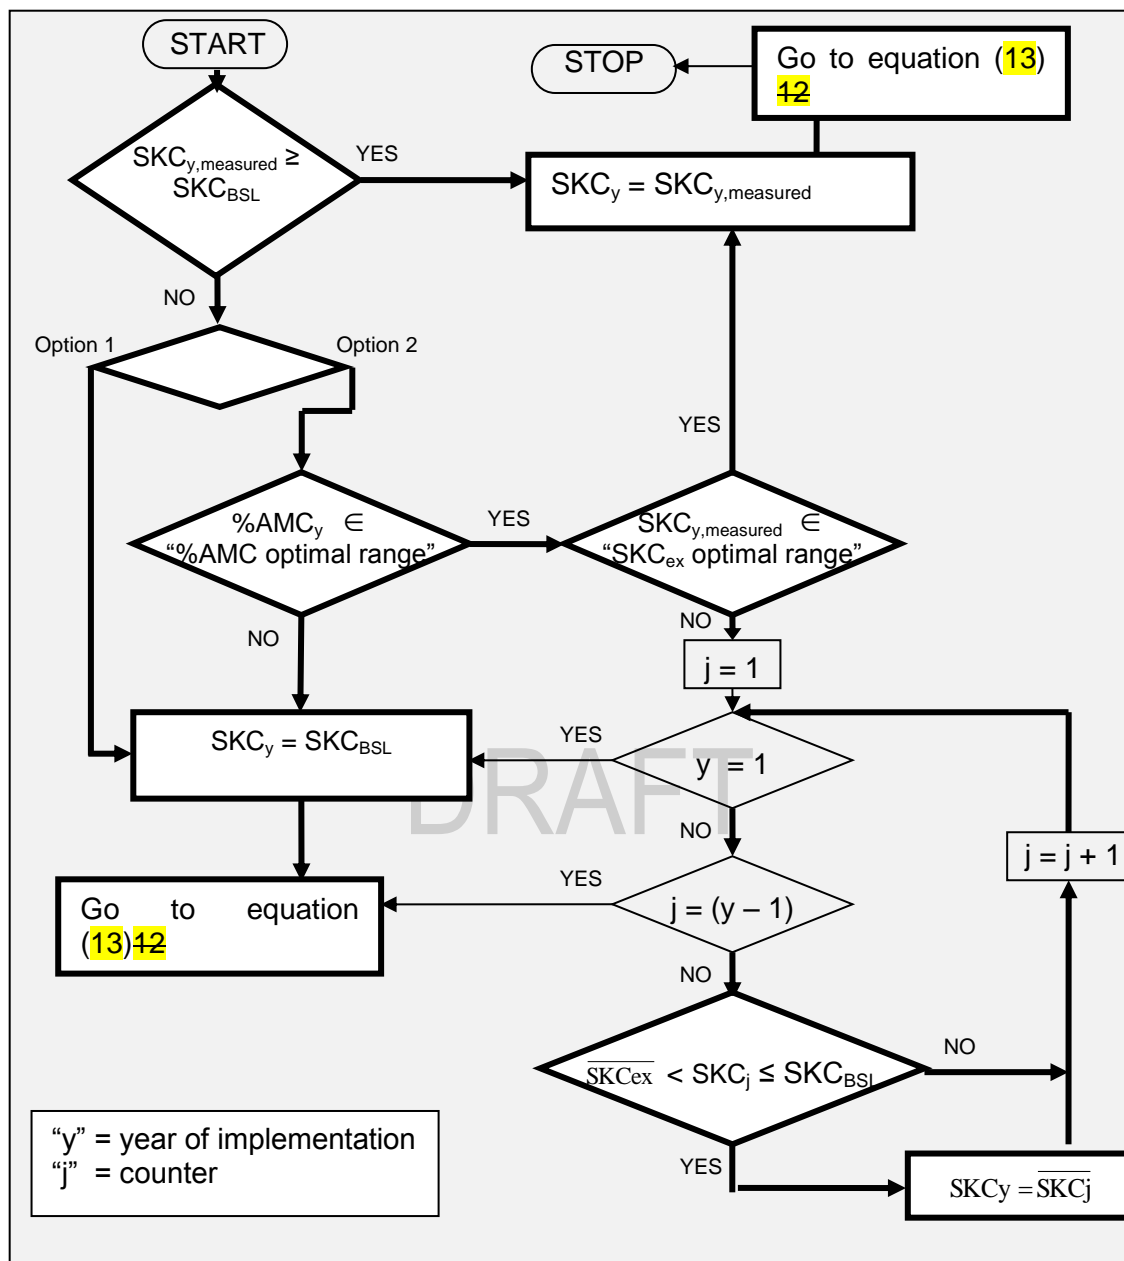 START
STOP
Go to equation (13)
12
SKCy,measured ≥
SKCBSL
YES
SKCy = SKCy,measured
NO
Option 1
Option 2
YES
%AMCy ∈
“%AMC optimal range”
YES
SKCy,measured ∈
“SKCex optimal range”
NO
NO
j = 1
SKCy = SKCBSL
YES
y = 1
DRAFT
NO
j = j + 1
YES
j = (y – 1)
Go to equation
(13)12
NO
SKCex < SKCj ≤ SKCBSL
NO
“y” = year of implementation
“j” = counter
YES
SKCy = SKCj